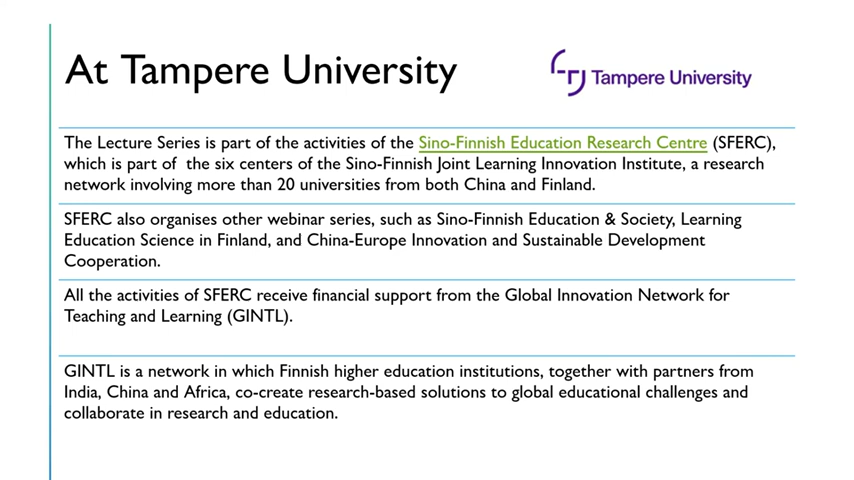 At Tampere University
Tampere University
The Lecture Series is part of the activities of the Sino-Finnish Education Research Centre (SFERC),
which is part of the six centers of the Sino-Finnish Joint Learning Innovation Institute, a research
network involving more than 20 universities from both China and Finland.
SFERC also organises other webinar series, such as Sino-Finnish Education & Society, Learning
Education Science in Finland, and China-Europe Innovation and Sustainable Development
Cooperation.
All the activities of SFERC receive financial support from the Global Innovation Network for
Teaching and Learning (GINTL).
GINTL is a network in which Finnish higher education institutions, together with partners from
India, China and Africa, co-create research-based solutions to global educational challenges and
collaborate in research and education.